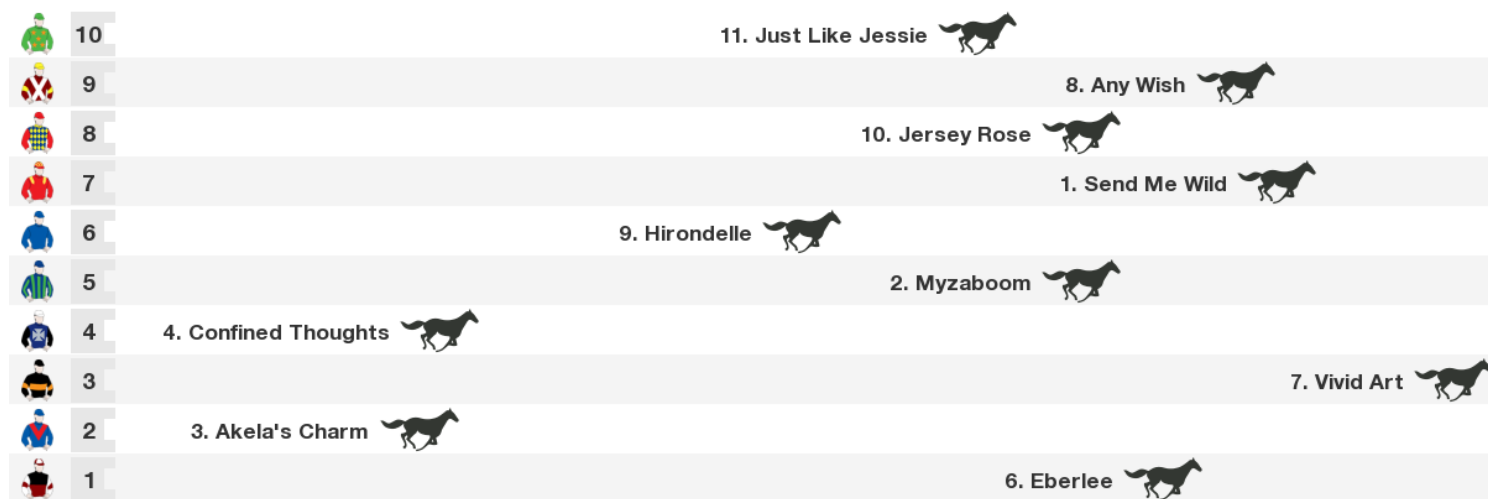 10 11. Just Like Jessie
9 8. Any Wish
8 10. Jersey Rose
7 1. Send Me Wild
6 9. Hirondelle
5 2. Myzaboom
4 4. Confined Thoughts
3 7. Vivid Art
2 3. Akela's Charm
1 6. Eberlee